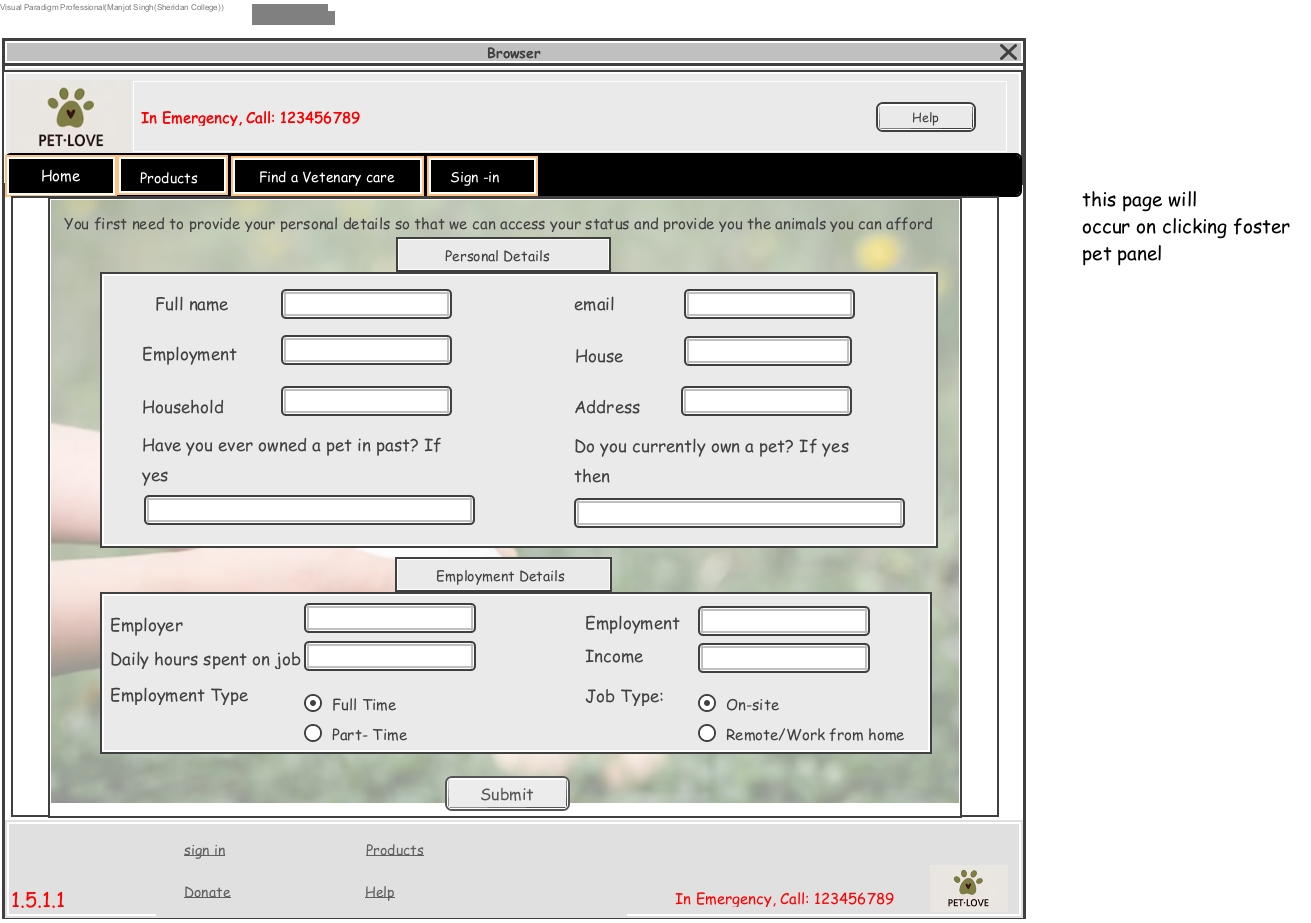 Visual Paradigm Professional(Manjot Singh(Sheridan College))
Browser
PET·LOVE
In Emergency, Call: 123456789
Help
Home
Products
Find a Vetenary care
Sign -in
this page will
occur on clicking foster
pet panel
You first need to provide your personal details so that we can access your status and provide you the animals you can afford
Personal Details
Full name
email
Employment
House
Household
Address
Have you ever owned a pet in past? If
yes
Do you currently own a pet? If yes
then
Employment Details
Employer
Employment
Daily hours spent on job
Income
Employment Type
Full Time
Part- Time
Job Type:
On-site
Remote/Work from home
Submit
sign in
Products
Donate
Help
1.5.1.1
In Emergency, Call: 123456789
PET·LOVE